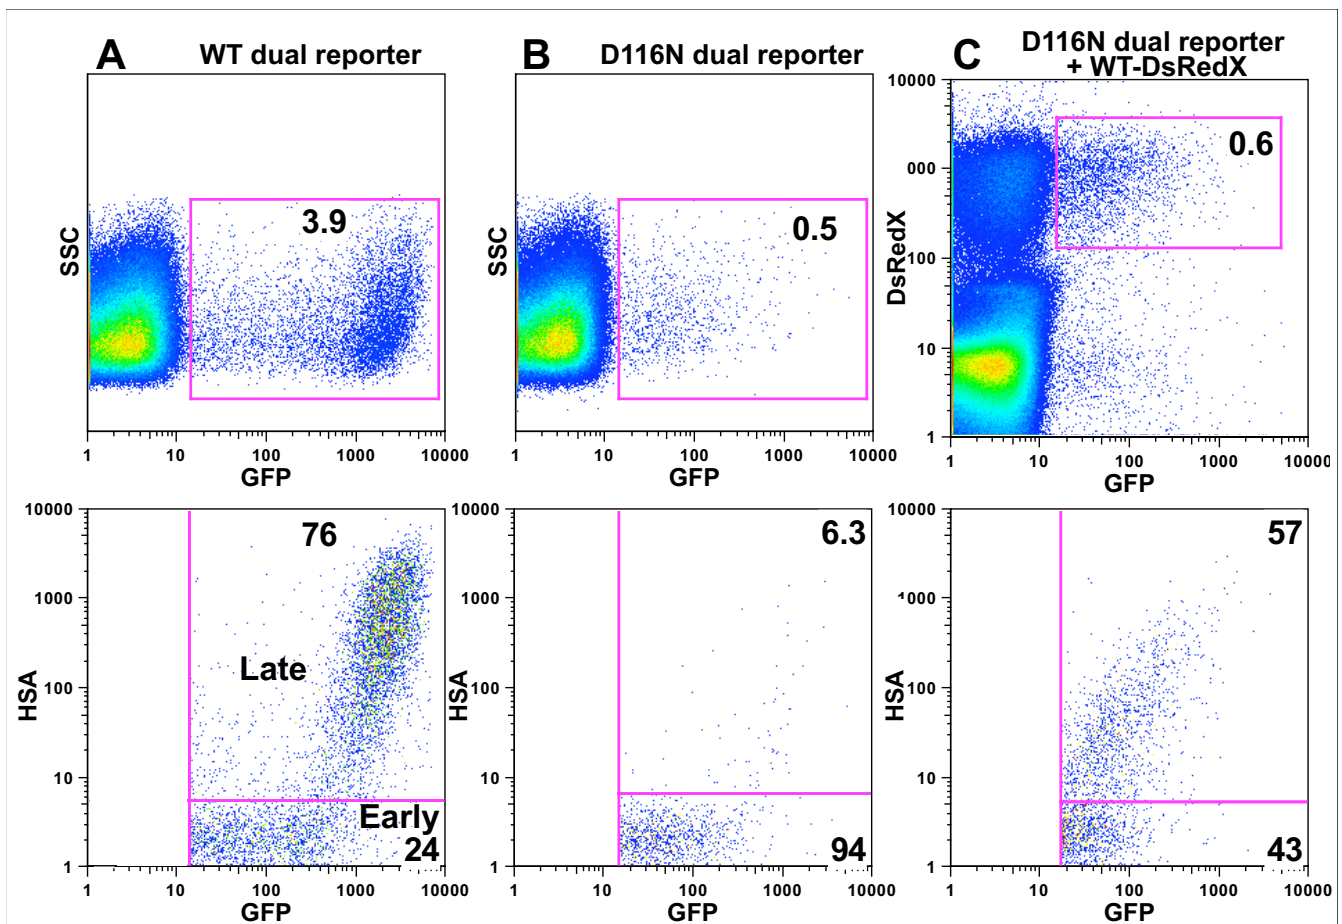 A WT dual reporter
B D116N dual reporter
C D116N dual reporter
+ WT-DsRedX
3.9
SSC
1 10 100 1000 10000
GFP
0.5
SSC
1 10 100 1000 10000
GFP
10000
000
100
10
1
0.6
DsRedX
1 10 100 1000 10000
GFP
10000
1000
100
10
1
76
Late
Early
24
HSA
1 10 100 1000 10000
GFP
10000
1000
100
10
1
6.3
94
HSA
1 10 100 1000 10000
GFP
10000
1000
100
10
1
57
43
HSA
1 10 100 1000 10000
GFP